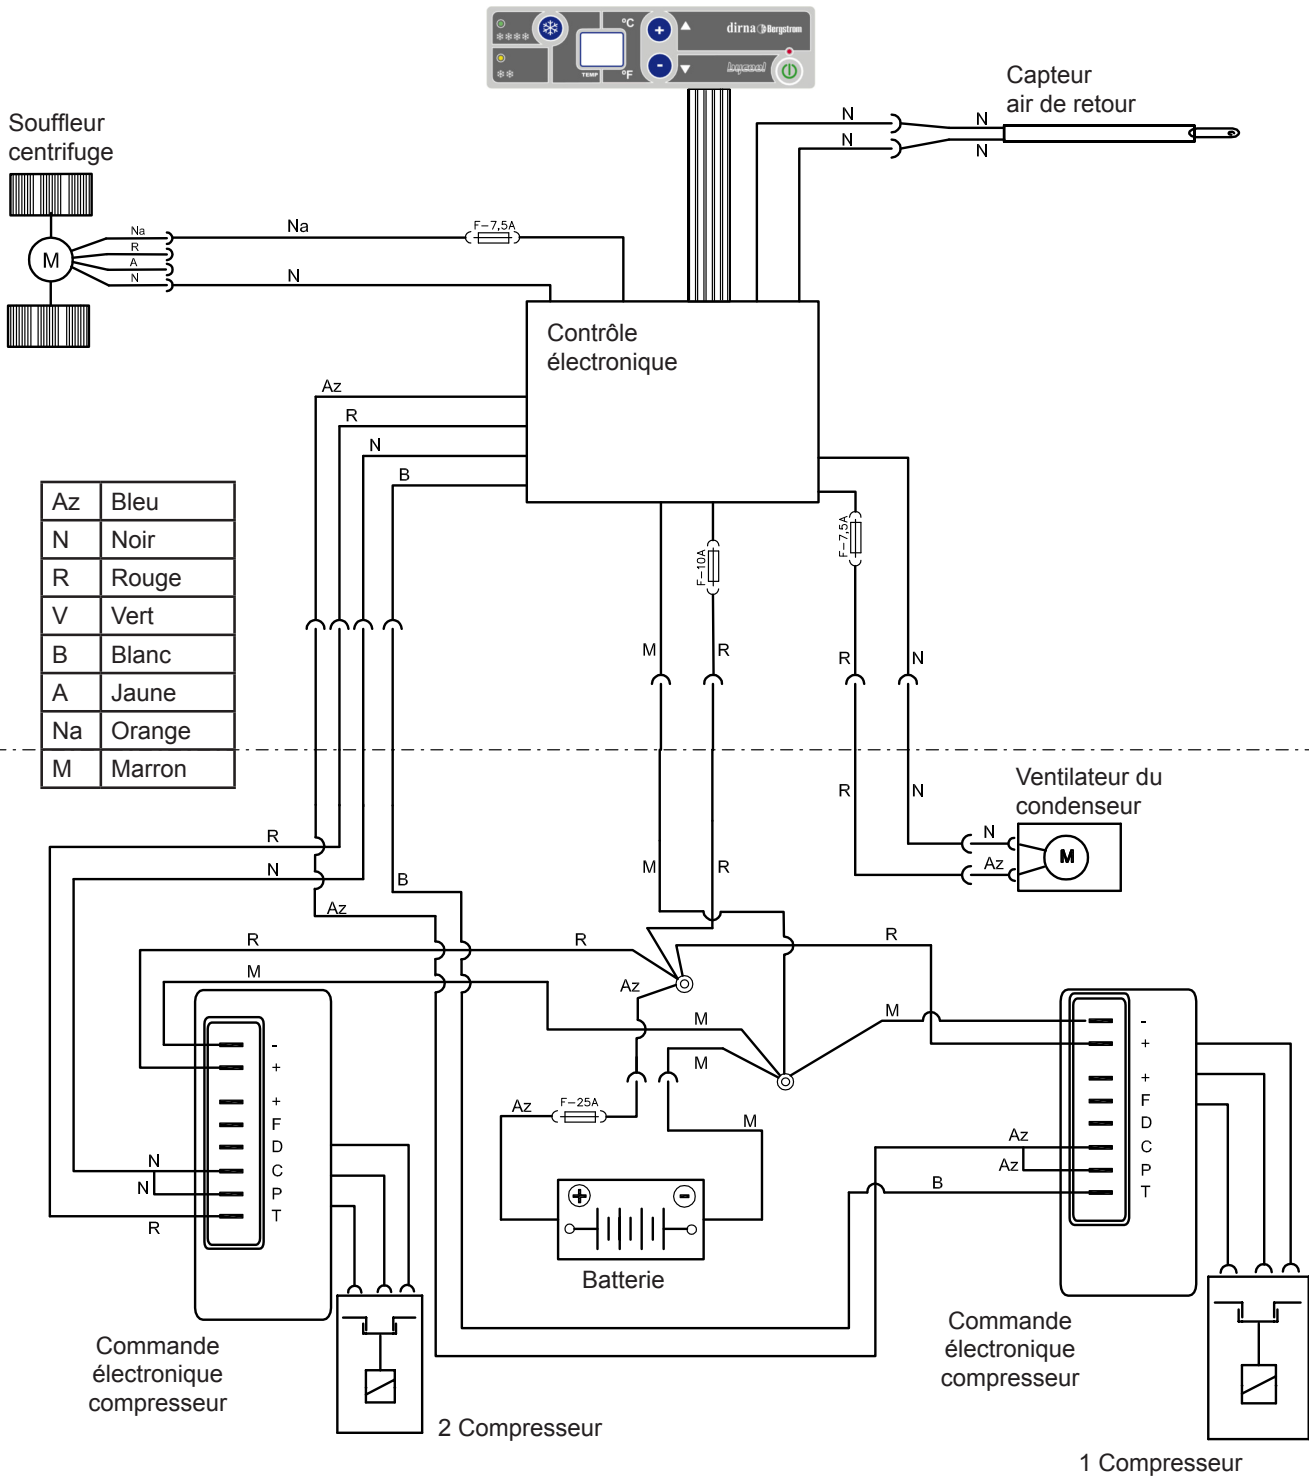 °C
dirna Bergstrom
TEMP
°F
bycool
Capteur
air de retour
N
N
N
N
Souffleur
centrifuge
Na
R
A
N
M
Na
F-7,5A
N
Contrôle
électronique
Az
R
N
B
Az Bleu
N Noir
R Rouge
V Vert
B Blanc
A Jaune
Na Orange
M Marron
F-10A
F-7,5A
M
R
R
N
R
N
Ventilateur du
condenseur
N
Az
M
R
N
B
Az
M
R
R
M
R
Az
R
M
M
M
Az
F-25A
M
-
+
+
F
D
C
P
T
N
N
R
-
+
+
F
D
C
P
T
Az
Az
B
+
-
Batterie
Commande
électronique
compresseur
2 Compresseur
Commande
électronique
compresseur
1 Compresseur